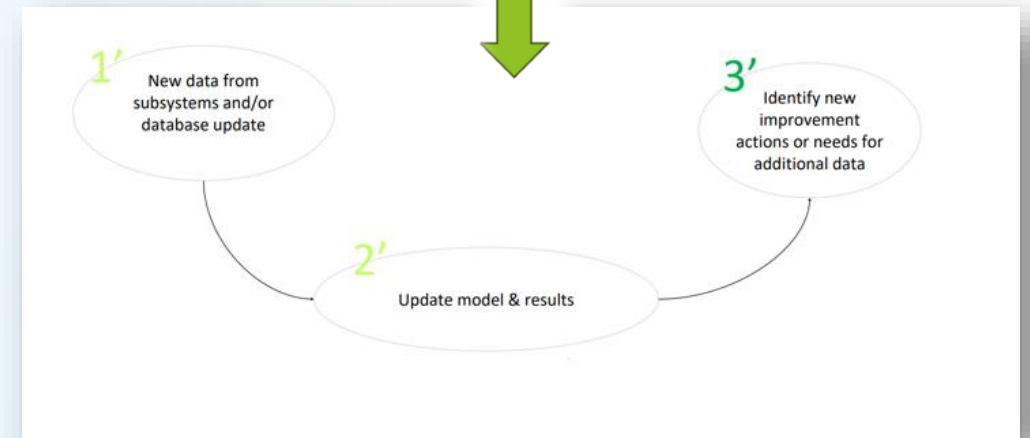 1’
New data from
subsystems and/or
database update
2’
Update model & results
3’
Identify new
improvement
actions or needs for
additional data